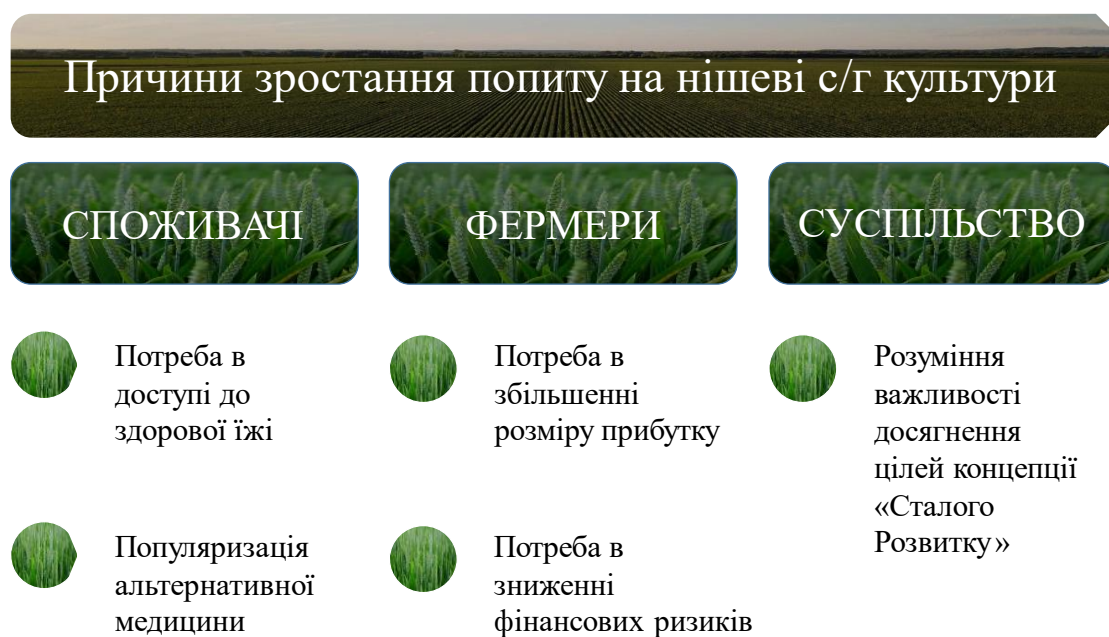 Причини зростання попиту на нішеві с/г культури
СПОЖИВАЧІ
ФЕРМЕРИ
СУСПІЛЬСТВО
Потреба в
доступі до
здорової їжі
Популяризація
альтернативної
медицини
Потреба в
збільшенні
розміру прибутку
Потреба в
зниженні
фінансових ризиків
Розуміння
важливості
досягнення
цілей концепції
«Сталого
Розвитку»